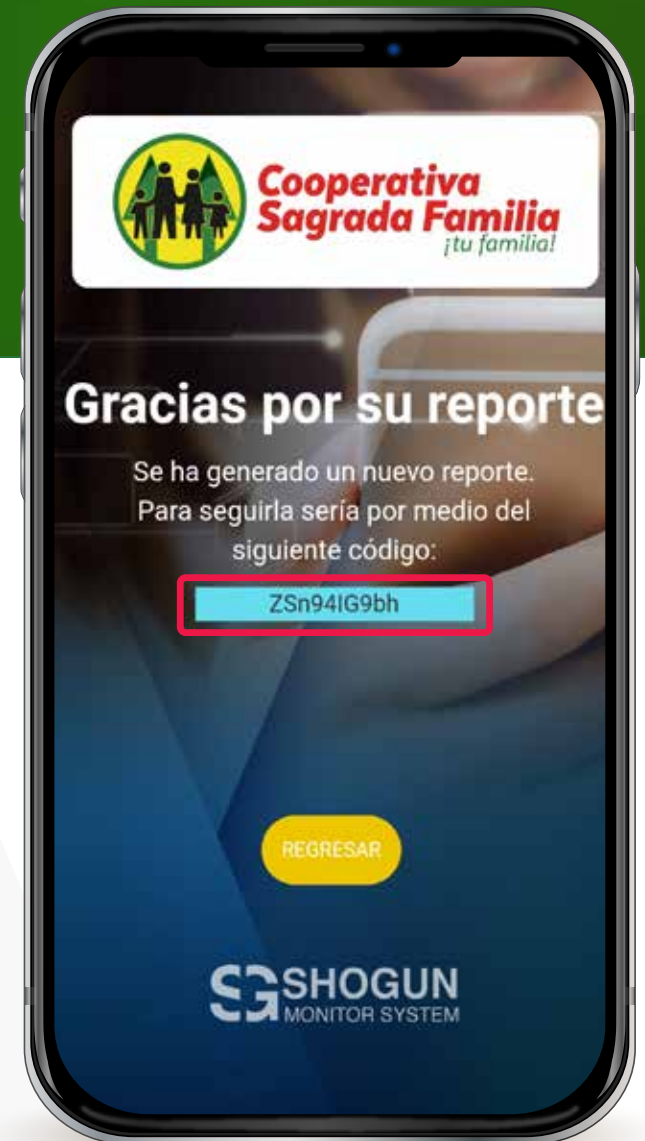 Cooperativa
Sagrada Familia
¡tu familia!
Gracias por su reporte
Se ha generado un nuevo reporte.
Para seguirla sería por medio del
siguiente código:
ZSn94IG9bh
REGRESAR
SG SHOGUN
MONITOR SYSTEM